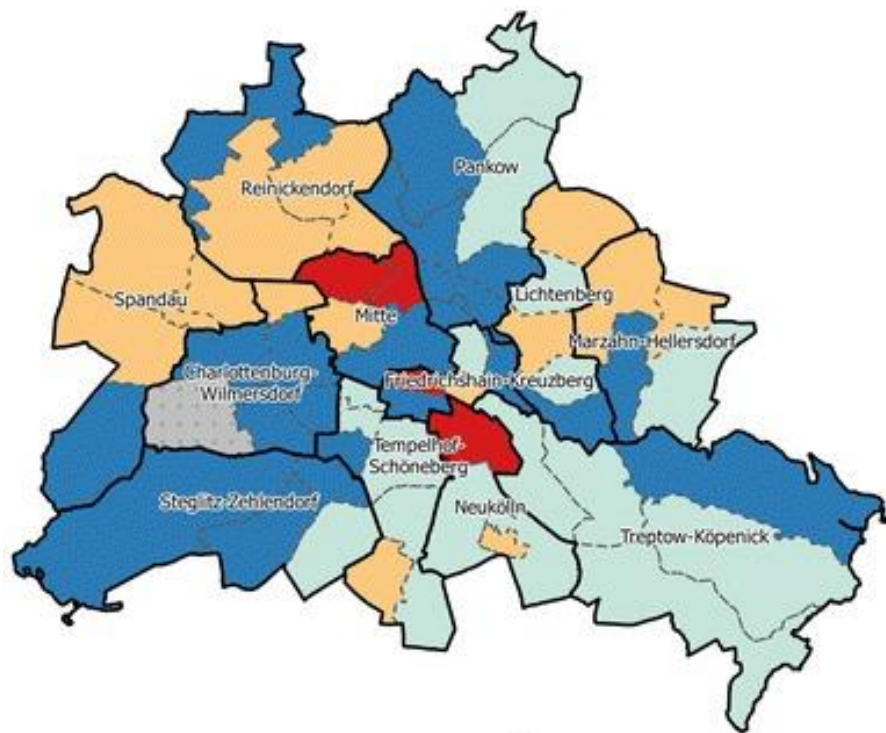 Pankow
Reinickendorf
Spandau
Mitte
Lichtenberg
Marzahn-Hellersdorf
Charlottenburg-
Wilmersdorf
Friedrichshain-Kreuzberg
Tempelhof-
Schöneberg
Steglitz-Zehlendorf
Neukölln
Treptow-Köpenick